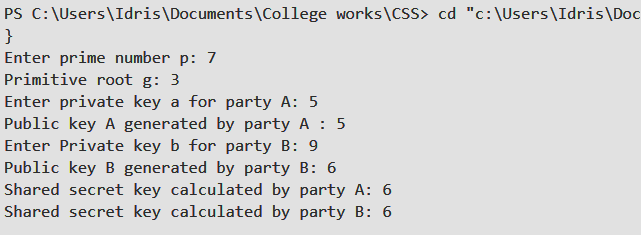 PS C:\Users\Idris\Documents\College works\CSS> cd "c:\Users\Idris\Doc
}
Enter prime number p: 7
Primitive root g: 3
Enter private key a for party A: 5
Public key A generated by party A : 5
Enter Private key b for party B: 9
Public key B generated by party B: 6
Shared secret key calculated by party A: 6
Shared secret key calculated by party B: 6